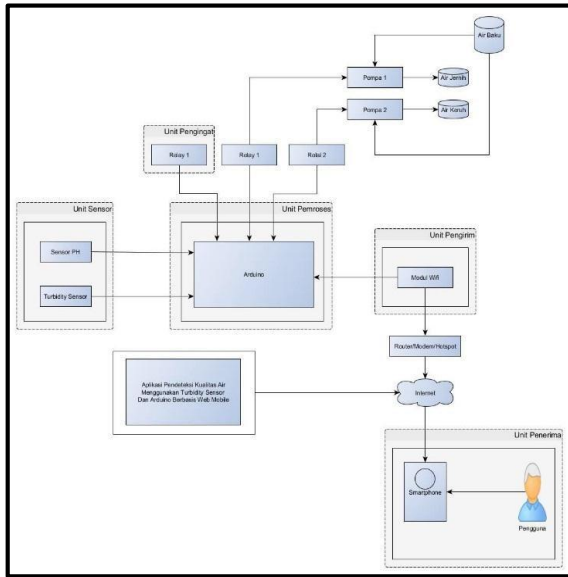 Air Baku
Pompa 1
Air Jernih
Pompa 2
Air Keruh
Unit Pengingat
Relay 1
Relay 1
Relai 2
Unit Sensor
Unit Pemroses
Unit Pengirim
Sensor PH
Arduino
Modul Wifi
Turbidity Sensor
Router/Modem/Hotspot
Aplikasi Pendeteksi Kualitas Air
Menggunakan Turbidity Sensor
Dan Arduino Berbasis Web Mobile
Internet
Unit Penerima
Smartphone
Pengguna